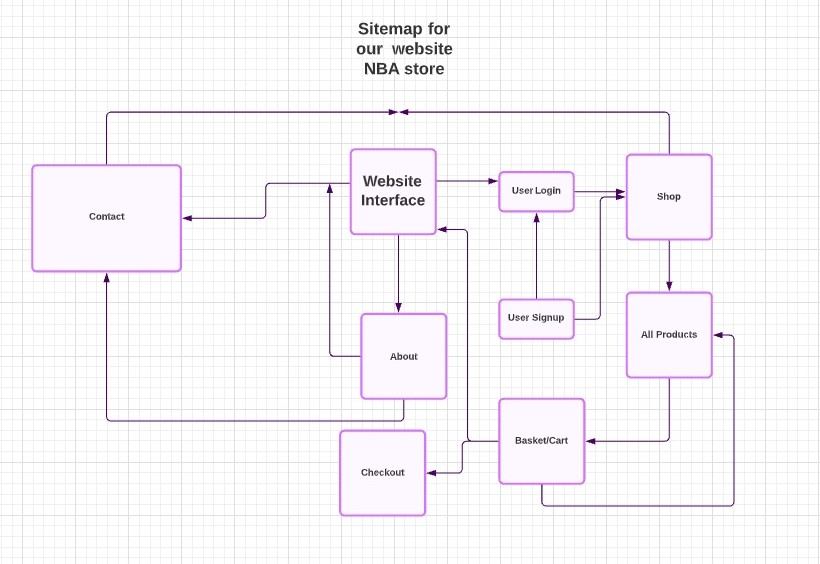 Sitemap for
our website
NBA store
Website
Interface
User Login
Shop
Contact
User Signup
All Products
About
Basket/Cart
Checkout